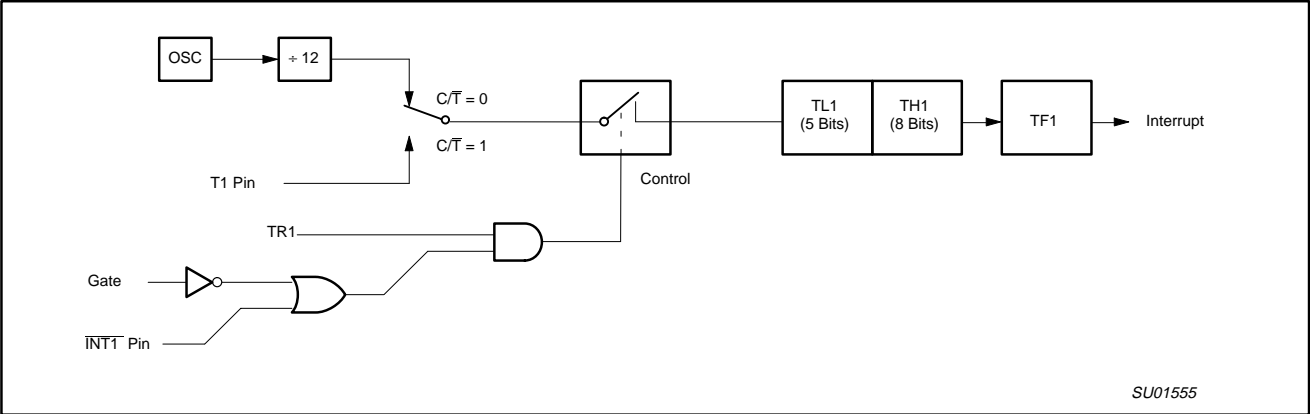 OSC
÷ 12
C/T̅ = 0
C/T̅ = 1
T1 Pin
TL1
(5 Bits)
TH1
(8 Bits)
TF1
Interrupt
Control
TR1
Gate
I̅N̅T̅1̅ Pin
SU01555